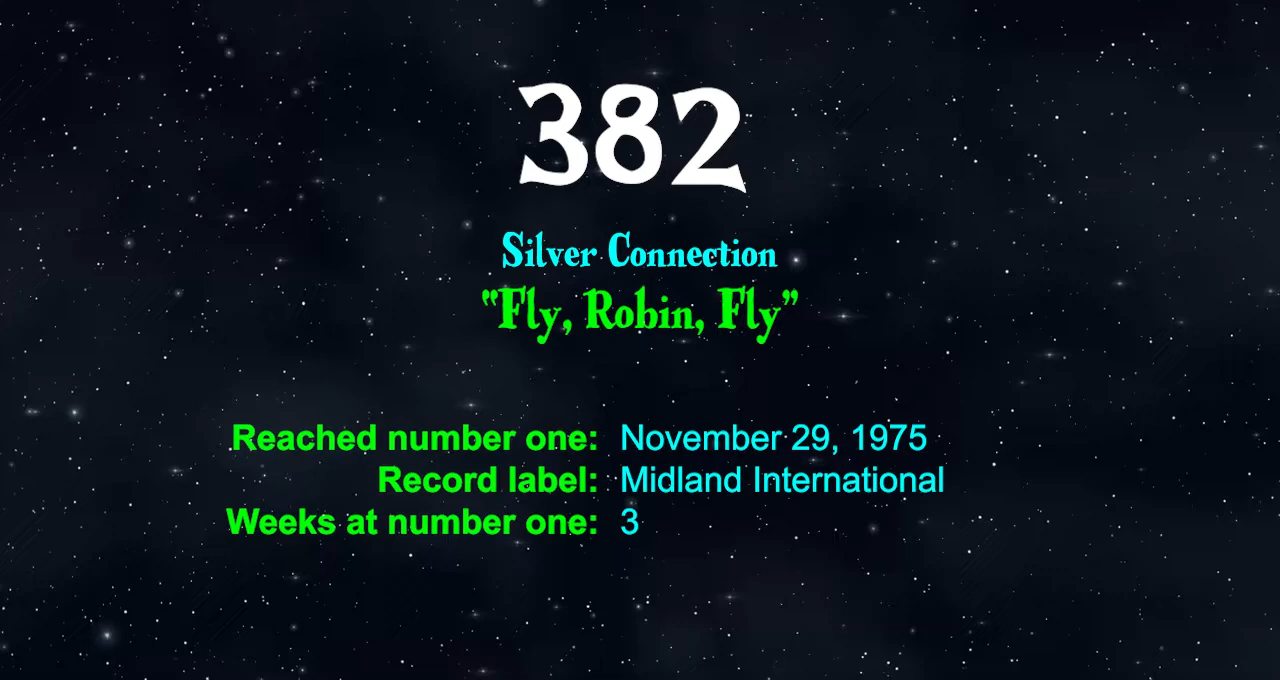 382
Silver Connection
“Fly, Robin, Fly”
Reached number one: November 29, 1975
Record label: Midland International
Weeks at number one: 3